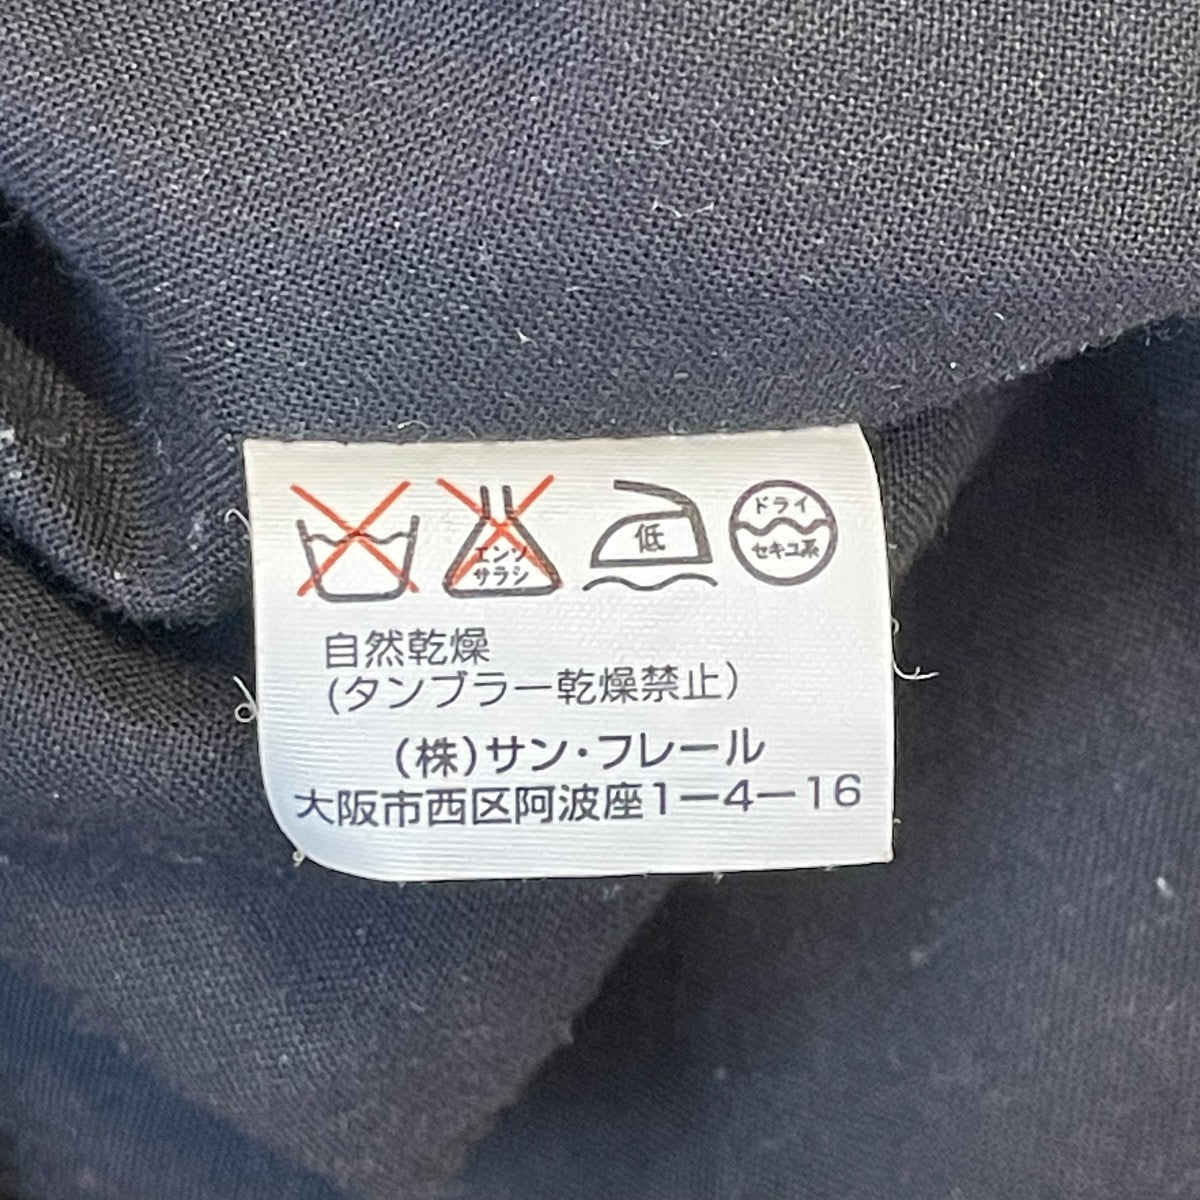 エンソ
サラシ
低
ドライ
セキユ系
自然乾燥
(タンブラー乾燥禁止)
(株)サン・フレール
大阪市西区阿波座1-4-16